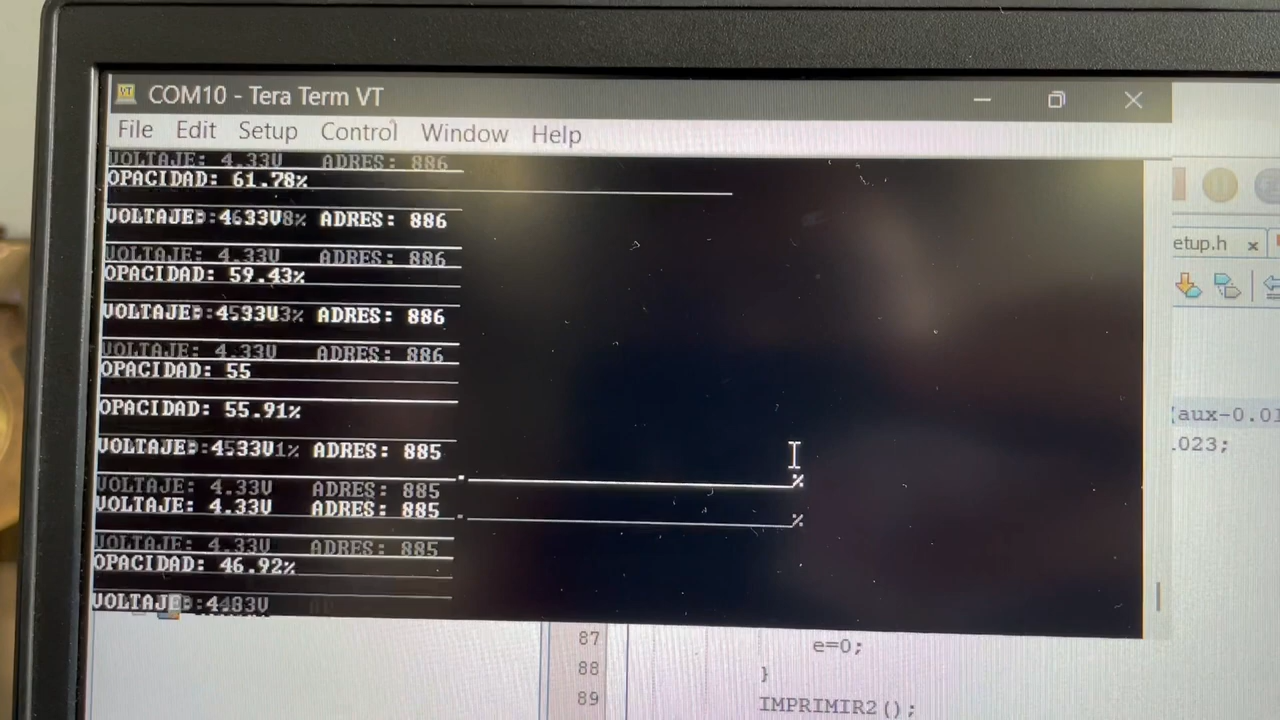 COM10 - Tera Term VT
File Edit Setup Control Window Help
VOLTAJE: 4.33V ADRES: 886
OPACIDAD: 61.78%
ADRES: 886
VOLTAJE: 4.33V ADRES: 886
OPACIDAD: 59.43%
ADRES: 886
VOLTAJE: 4.33V ADRES: 886
OPACIDAD: 55
OPACIDAD: 55.91%
ADRES: 885
VOLTAJE: 4.33V ADRES: 885
%
VOLTAJE: 4.33V ADRES: 885
%
VOLTAJE: 4.33V ADRES: 885
OPACIDAD: 46.92%
etup.h
(aux-0.01
.023;
87 e=0;
88 }
89 IMPRIMIR2();